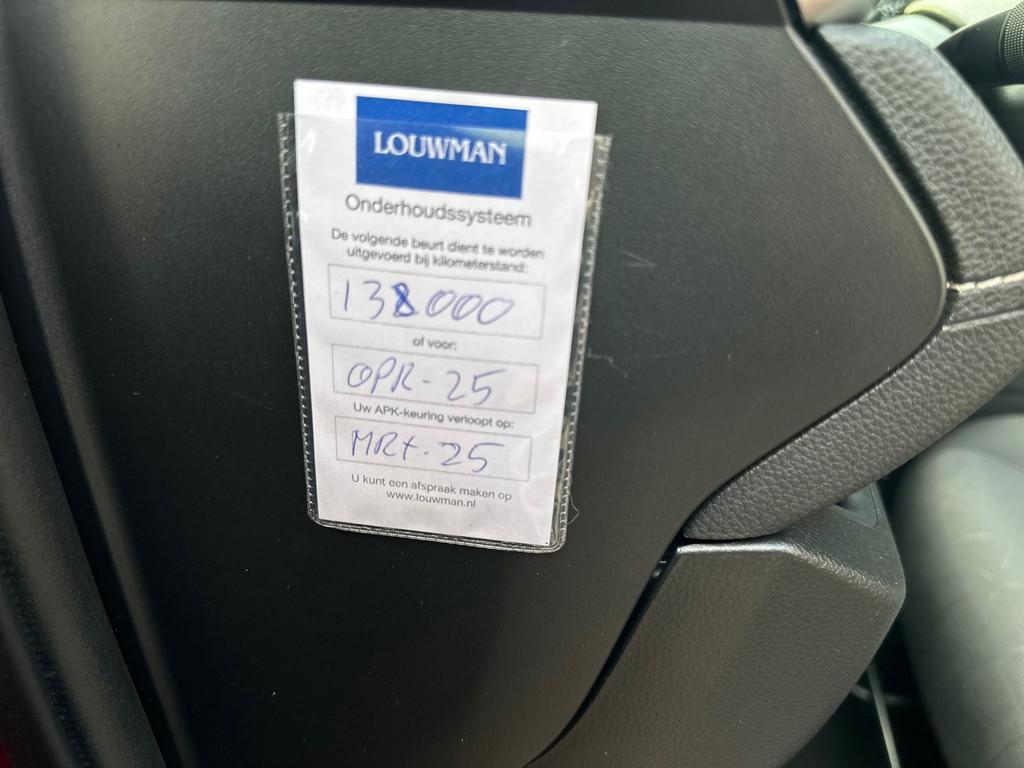 LOUWMAN
Onderhoudssysteem
De volgende beurt dient te worden
uitgevoerd bij kilometerstand:
138.000
of voor:
OPR-25
Uw APK-keuring verloopt op:
MRt-25
U kunt een afspraak maken op
www.louwman.nl